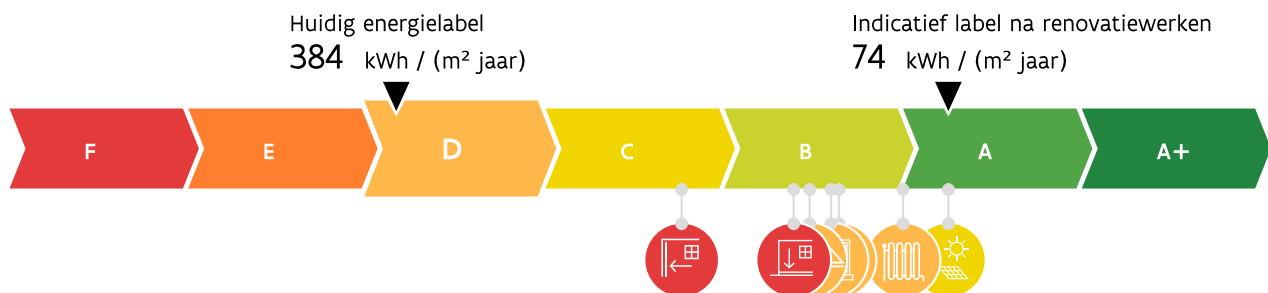 Huidig energielabel
384 kWh / (m² jaar)
Indicatief label na renovatiewerken
74 kWh / (m² jaar)
F E D C B A A+